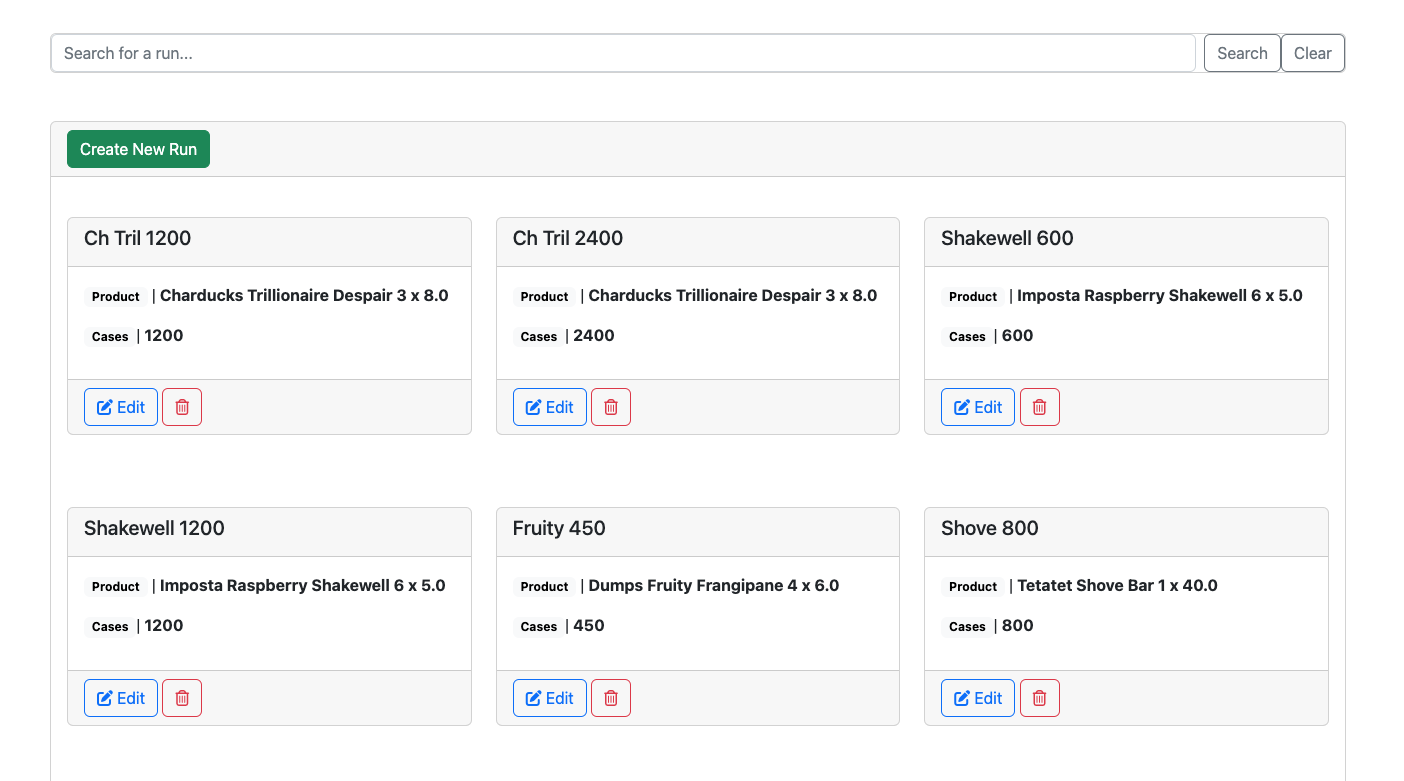 Search for a run...
Search
Clear
Create New Run
Ch Tril 1200
Product | Charducks Trillionaire Despair 3 x 8.0
Cases | 1200
Edit
Ch Tril 2400
Product | Charducks Trillionaire Despair 3 x 8.0
Cases | 2400
Edit
Shakewell 600
Product | Imposta Raspberry Shakewell 6 x 5.0
Cases | 600
Edit
Shakewell 1200
Product | Imposta Raspberry Shakewell 6 x 5.0
Cases | 1200
Edit
Fruity 450
Product | Dumps Fruity Frangipane 4 x 6.0
Cases | 450
Edit
Shove 800
Product | Tetatet Shove Bar 1 x 40.0
Cases | 800
Edit